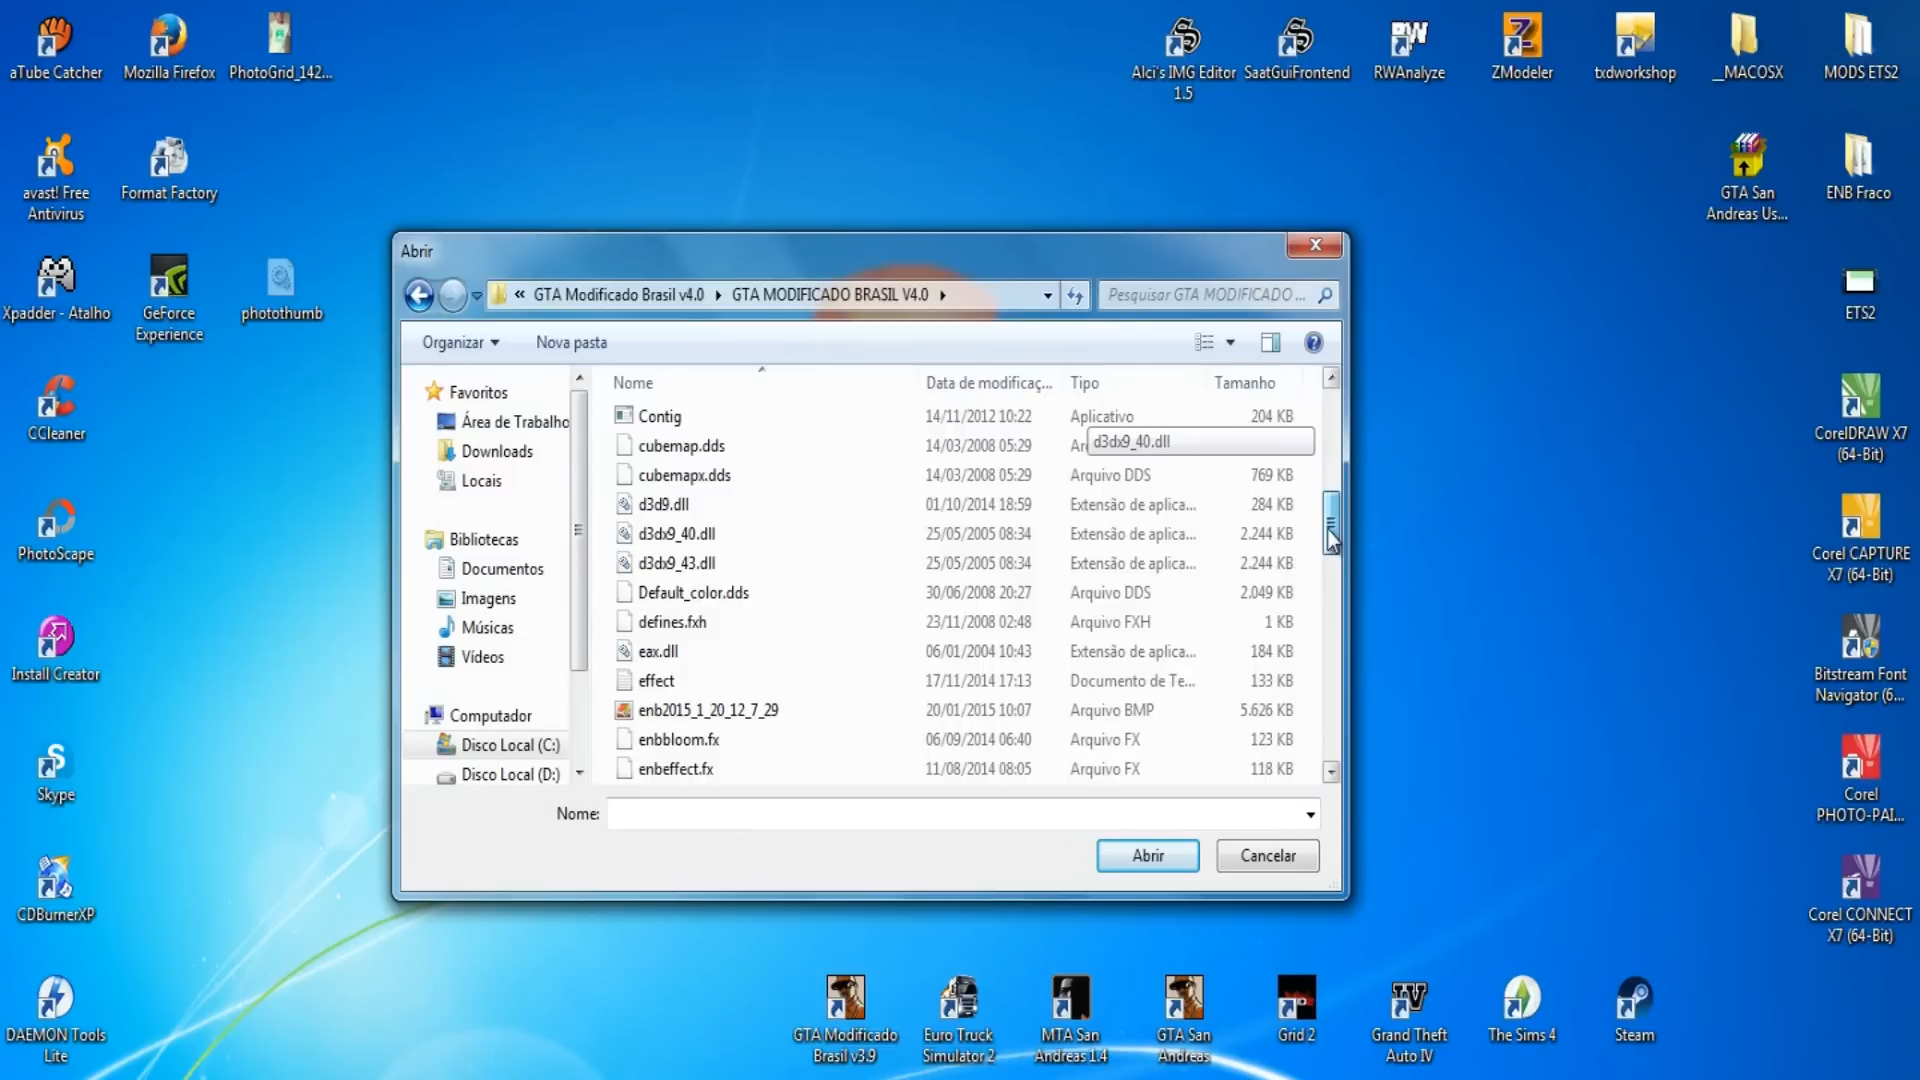 aTube Catcher
Mozilla Firefox
PhotoGrid_142...
Alci's IMG Editor
1.5
SaatGuiFrontend
RWAnalyze
ZModeler
txdworkshop
__MACOSX
MODS ETS2
avast! Free
Antivirus
Format Factory
GTA San
Andreas Us...
ENB Fraco
Xpadder - Atalho
GeForce
Experience
photothumb
ETS2
CCleaner
CorelDRAW X7
(64-Bit)
PhotoScape
Corel CAPTURE
X7 (64-Bit)
Install Creator
Bitstream Font
Navigator (6...
Skype
Corel
PHOTO-PAI...
CDBurnerXP
Corel CONNECT
X7 (64-Bit)
DAEMON Tools
Lite
GTA Modificado
Brasil v3.9
Euro Truck
Simulator 2
MTA San
Andreas 1.4
GTA San
Andreas
Grid 2
Grand Theft
Auto IV
The Sims 4
Steam
Abrir
« GTA Modificado Brasil v4.0 GTA MODIFICADO BRASIL V4.0
Pesquisar GTA MODIFICADO ...
Organizar
Nova pasta
Favoritos
Área de Trabalho
Downloads
Locais
Bibliotecas
Documentos
Imagens
Músicas
Vídeos
Computador
Disco Local (C:)
Disco Local (D:)
Nome Data de modificaç... Tipo Tamanho
Contig 14/11/2012 10:22 Aplicativo 204 KB
cubemap.dds 14/03/2008 05:29
d3dx9_40.dll
cubemapx.dds 14/03/2008 05:29 Arquivo DDS 769 KB
d3d9.dll 01/10/2014 18:59 Extensão de aplica... 284 KB
d3dx9_40.dll 25/05/2005 08:34 Extensão de aplica... 2.244 KB
d3dx9_43.dll 25/05/2005 08:34 Extensão de aplica... 2.244 KB
Default_color.dds 30/06/2008 20:27 Arquivo DDS 2.049 KB
defines.fxh 23/11/2008 02:48 Arquivo FXH 1 KB
eax.dll 06/01/2004 10:43 Extensão de aplica... 184 KB
effect 17/11/2014 17:13 Documento de Te... 133 KB
enb2015_1_20_12_7_29 20/01/2015 10:07 Arquivo BMP 5.626 KB
enbbloom.fx 06/09/2014 06:40 Arquivo FX 123 KB
enbeffect.fx 11/08/2014 08:05 Arquivo FX 118 KB
Nome:
Abrir
Cancelar